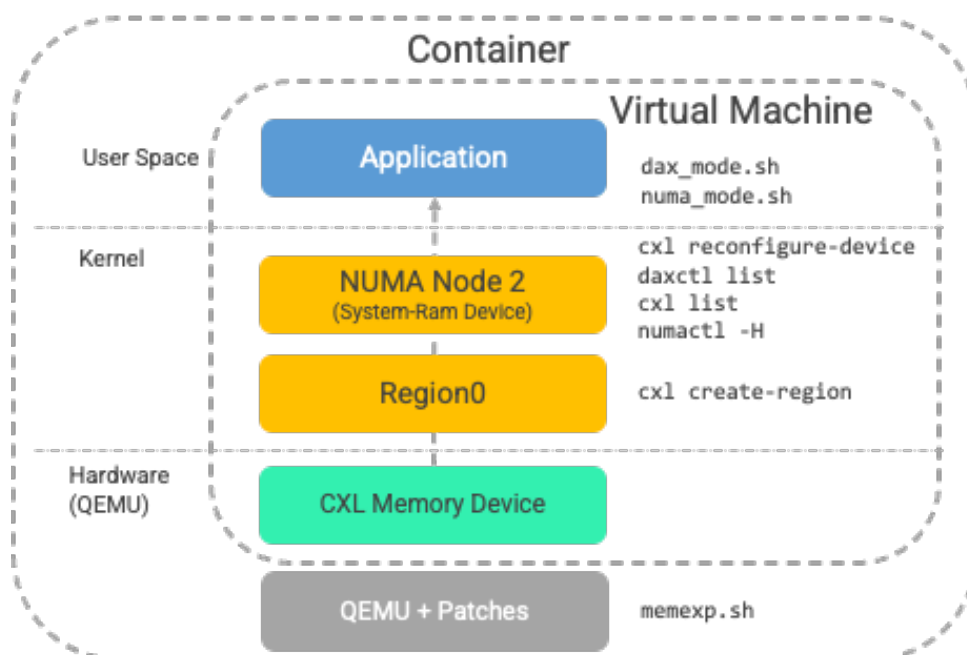 Container
Virtual Machine
User Space
Application
dax_mode.sh
numa_mode.sh
Kernel
NUMA Node 2
(System-Ram Device)
cxl reconfigure-device
daxctl list
cxl list
numactl -H
Region0
cxl create-region
Hardware
(QEMU)
CXL Memory Device
QEMU + Patches
memexp.sh